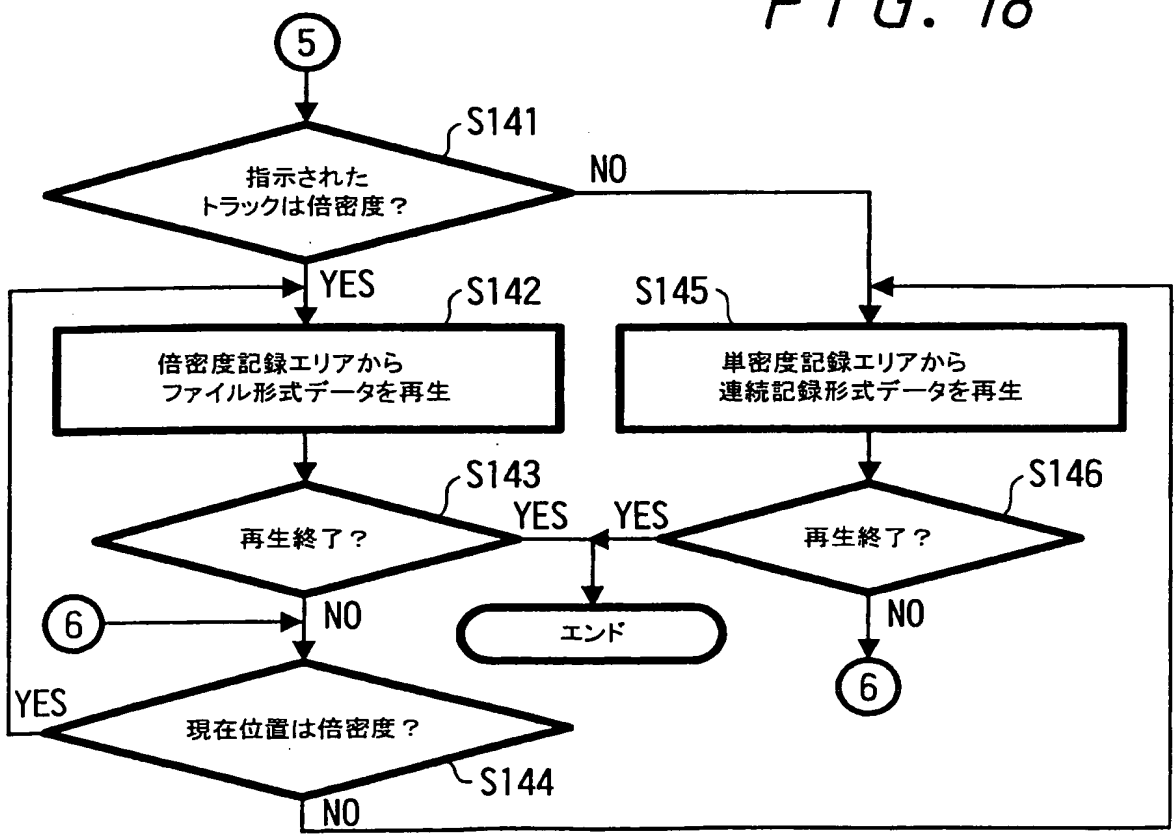 FIG. 18
5
S141
指示された
トラックは倍密度？
NO
YES
S142
倍密度記録エリアから
ファイル形式データを再生
S145
単密度記録エリアから
連続記録形式データを再生
S143
再生終了？
YES
YES
S146
再生終了？
NO
6
エンド
NO
6
YES
現在位置は倍密度？
S144
NO